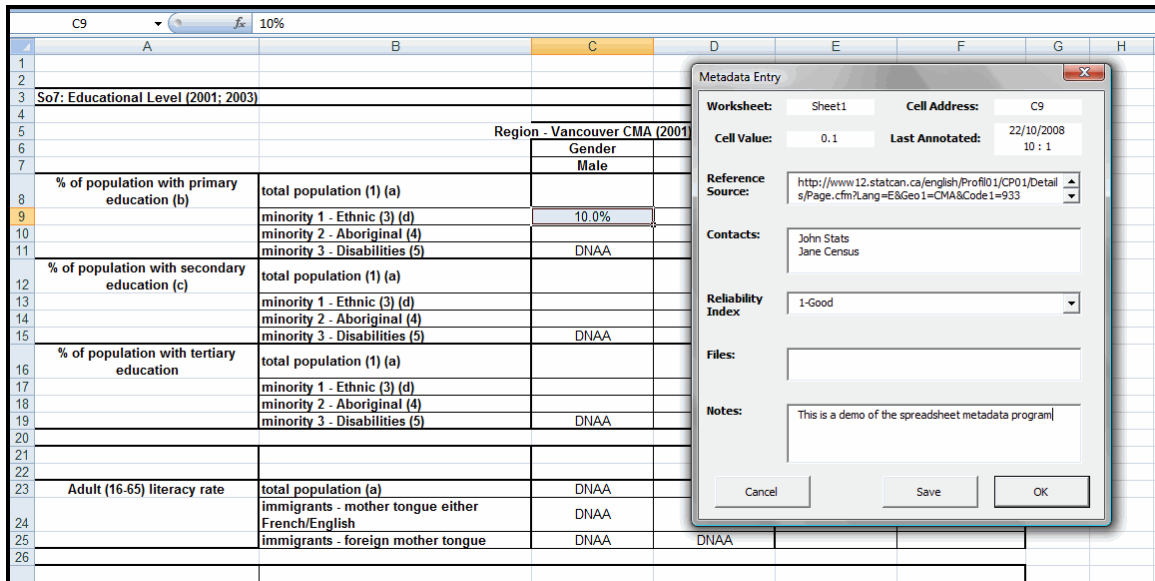 C9 fx 10%
A B C D E F G H
1
2
3 So7: Educational Level (2001; 2003)
4
5 Region - Vancouver CMA (2001)
6 Gender
7 Male
8 % of population with primary education (b) total population (1) (a)
9 minority 1 - Ethnic (3) (d) 10.0%
10 minority 2 - Aboriginal (4)
11 minority 3 - Disabilities (5) DNAA
12 % of population with secondary education (c) total population (1) (a)
13 minority 1 - Ethnic (3) (d)
14 minority 2 - Aboriginal (4)
15 minority 3 - Disabilities (5) DNAA
16 % of population with tertiary education total population (1) (a)
17 minority 1 - Ethnic (3) (d)
18 minority 2 - Aboriginal (4)
19 minority 3 - Disabilities (5) DNAA
20
21
22
23 Adult (16-65) literacy rate total population (a) DNAA
24 immigrants - mother tongue either French/English DNAA
25 immigrants - foreign mother tongue DNAA DNAA
26
Metadata Entry
Worksheet: Sheet1 Cell Address: C9
Cell Value: 0.1 Last Annotated: 22/10/2008
10 : 1
Reference Source:
http://www12.statcan.ca/english/Profil01/CP01/Detail
s/Page.cfm?Lang=E&Geo1=CMA&Code1=933
Contacts:
John Stats
Jane Census
Reliability Index
1-Good
Files:
Notes:
This is a demo of the spreadsheet metadata program
Cancel Save OK